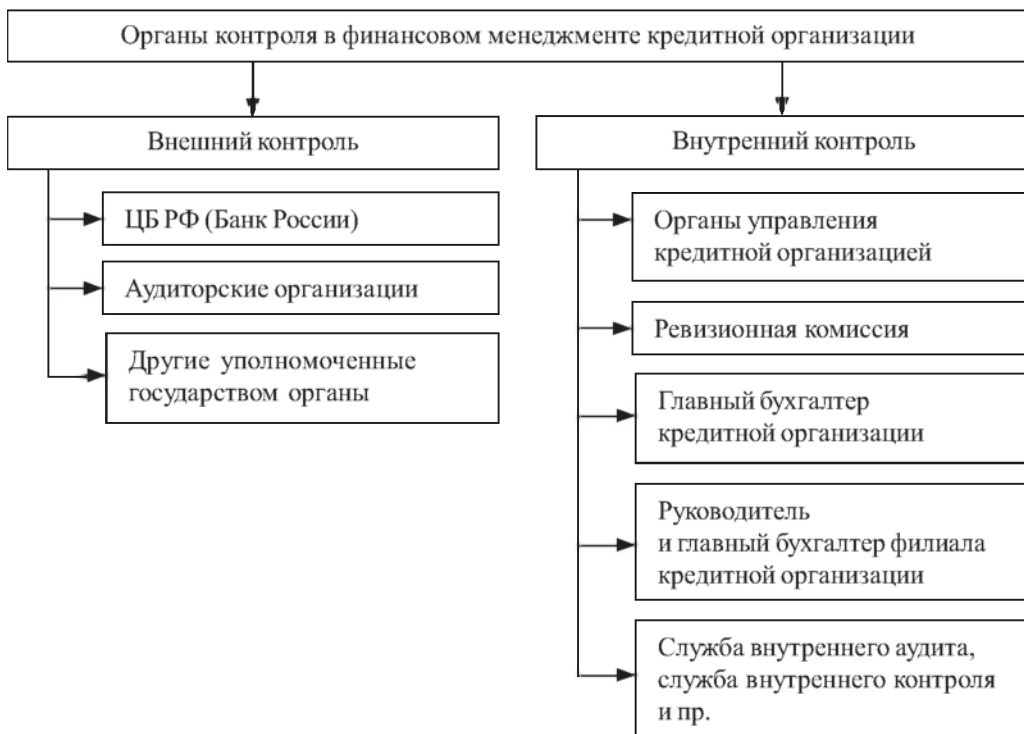 Органы контроля в финансовом менеджменте кредитной организации
Внешний контроль
ЦБ РФ (Банк России)
Аудиторские организации
Другие уполномоченные
государством органы
Внутренний контроль
Органы управления
кредитной организацией
Ревизионная комиссия
Главный бухгалтер
кредитной организации
Руководитель
и главный бухгалтер филиала
кредитной организации
Служба внутреннего аудита,
служба внутреннего контроля
и пр.